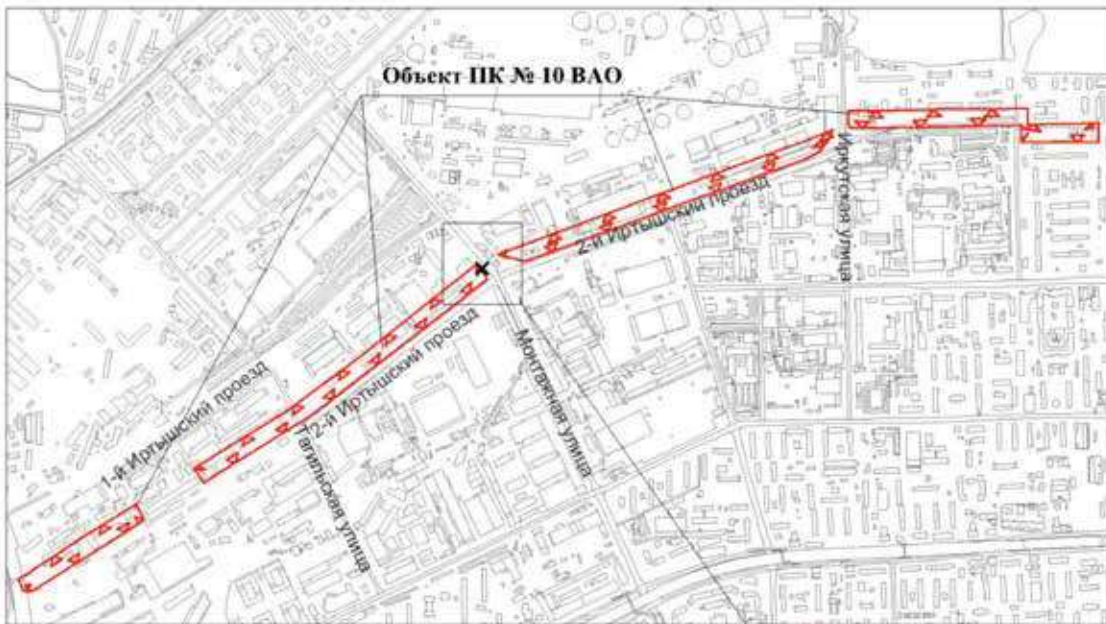 Объект ПК № 10 ВАО
Иркутская улица
2-й Иртышский проезд
2-й Иртышский проезд
Монтажная улица
1-й Иртышский проезд
Тагильская улица